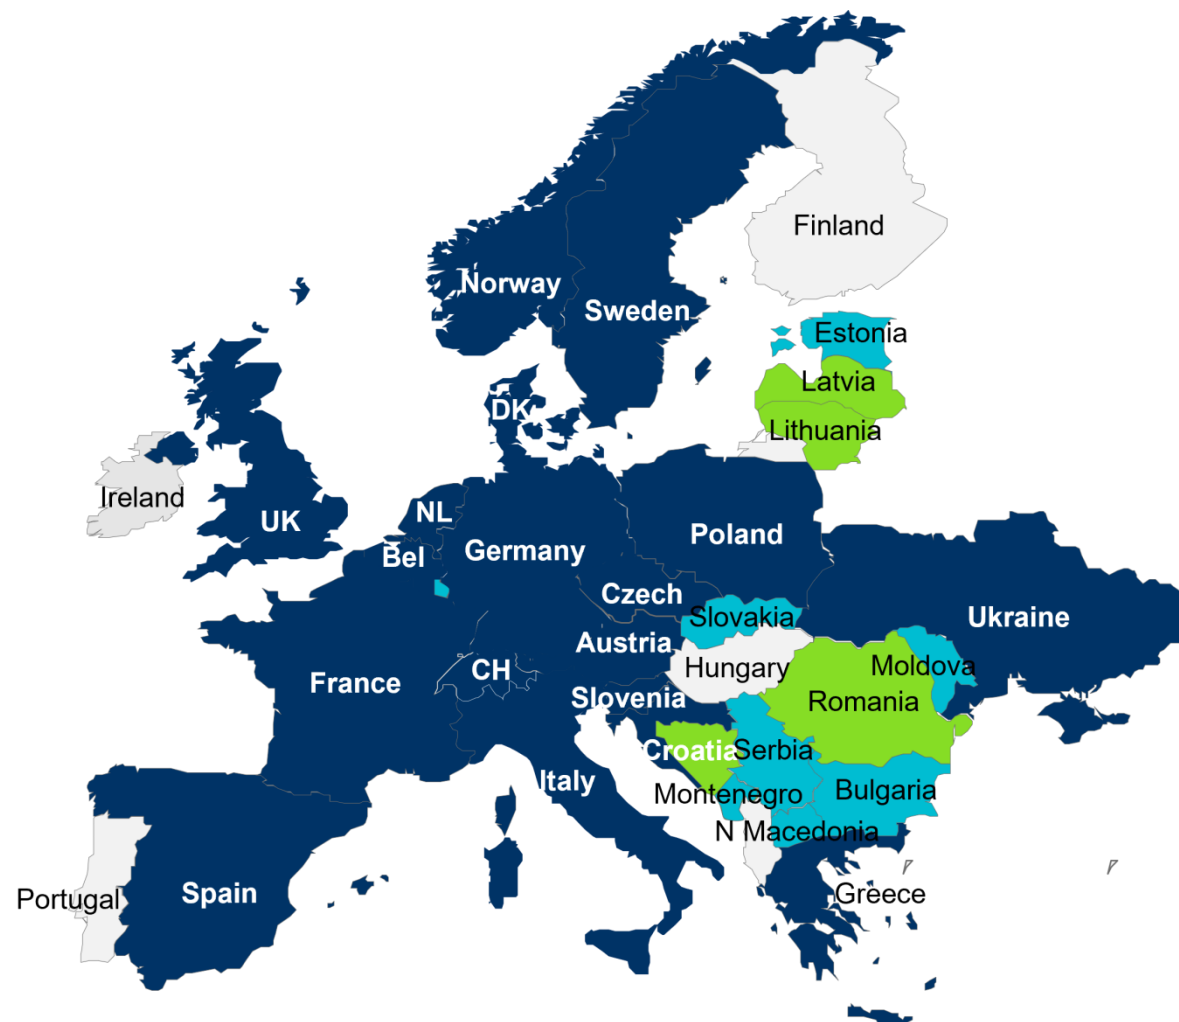 Finland
Norway
Sweden
Estonia
Latvia
DK
Lithuania
Ireland
NL
UK
Poland
Bel
Germany
Czech
Slovakia
Ukraine
Austria
Hungary
Moldova
CH
France
Slovenia
Romania
Croatia
Serbia
Italy
Montenegro
Bulgaria
N Macedonia
Spain
Portugal
Greece